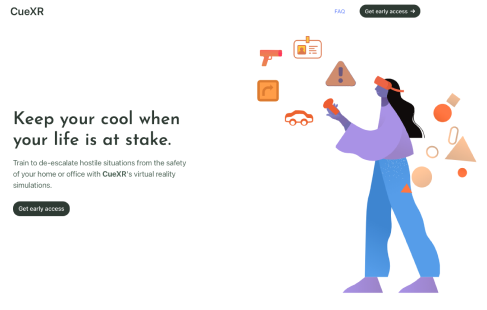 CueXR
FAQ
Get early access →
Keep your cool when
your life is at stake.
Train to de-escalate hostile situations from the safety
of your home or office with CueXR's virtual reality
simulations.
Get early access